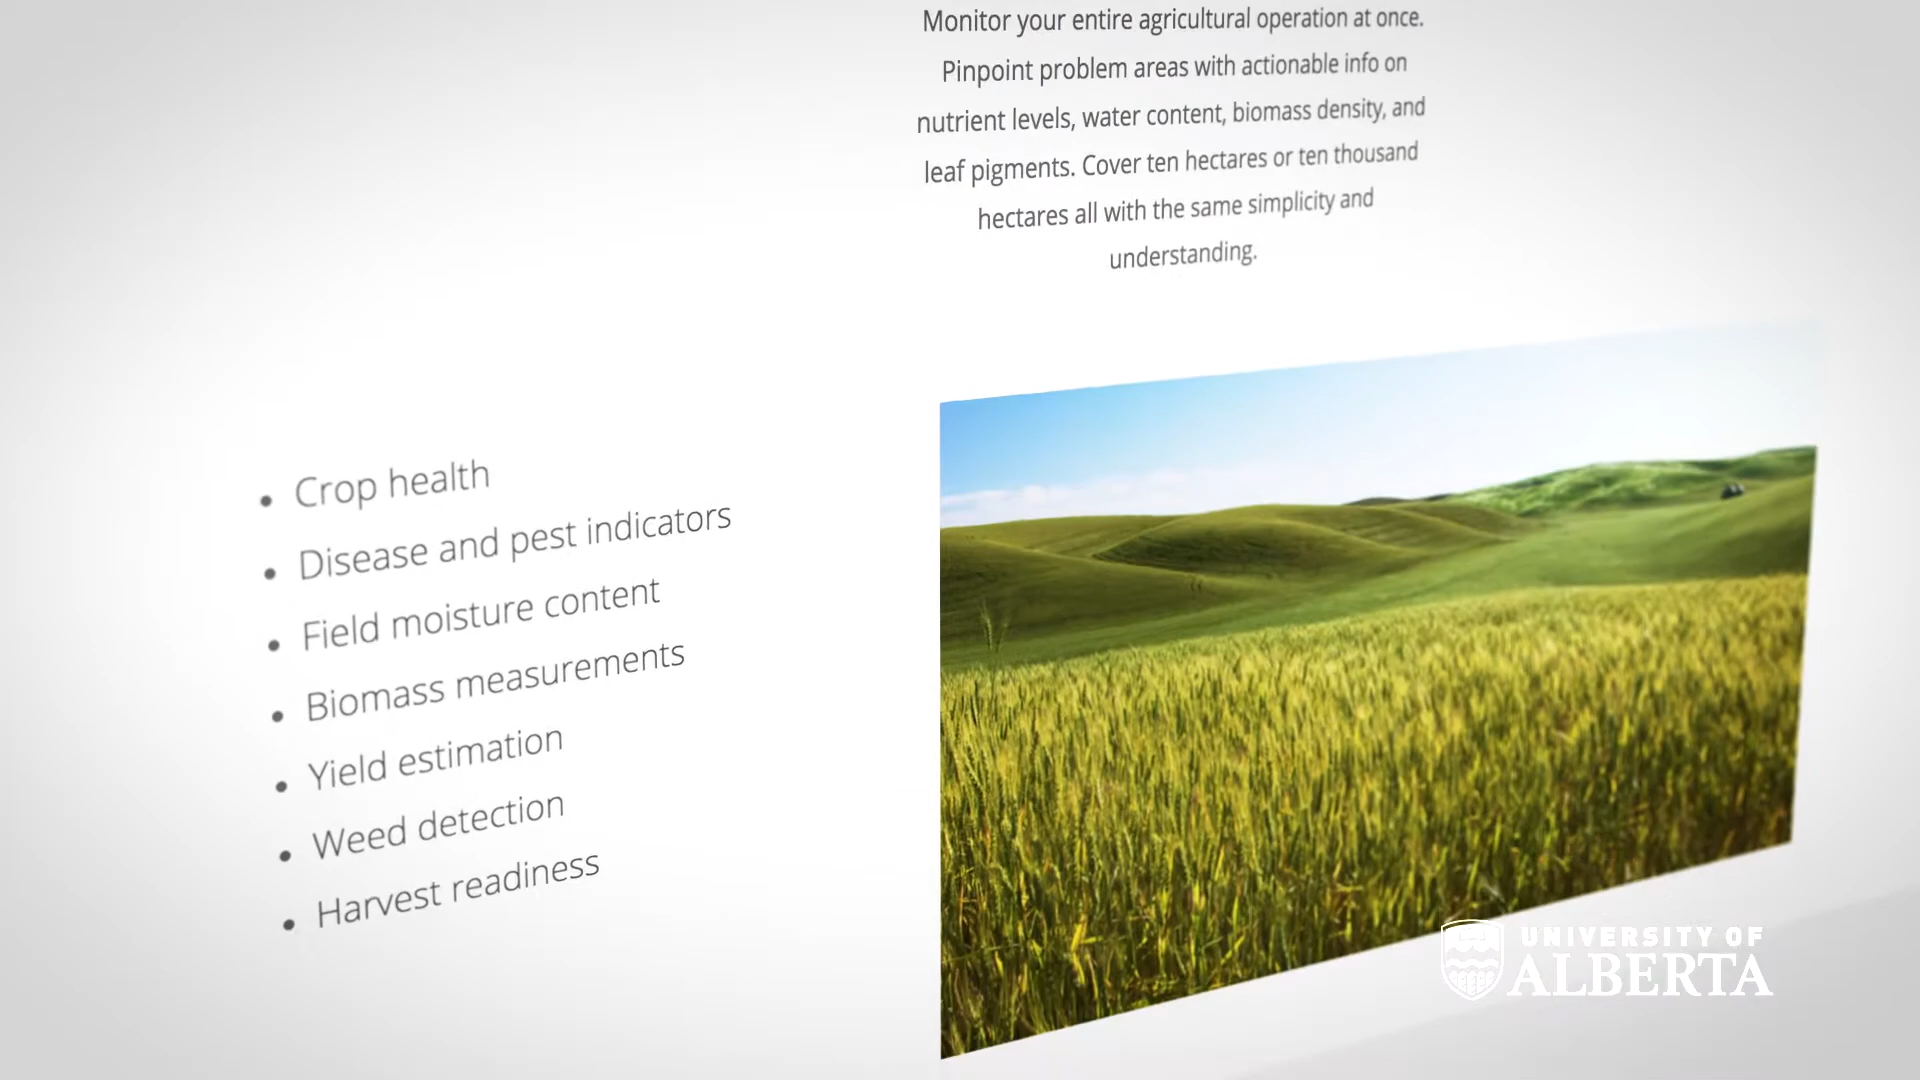 Monitor your entire agricultural operation at once.
Pinpoint problem areas with actionable info on
nutrient levels, water content, biomass density, and
leaf pigments. Cover ten hectares or ten thousand
hectares all with the same simplicity and
understanding.
• Crop health
• Disease and pest indicators
• Field moisture content
• Biomass measurements
• Yield estimation
• Weed detection
• Harvest readiness
UNIVERSITY OF
ALBERTA